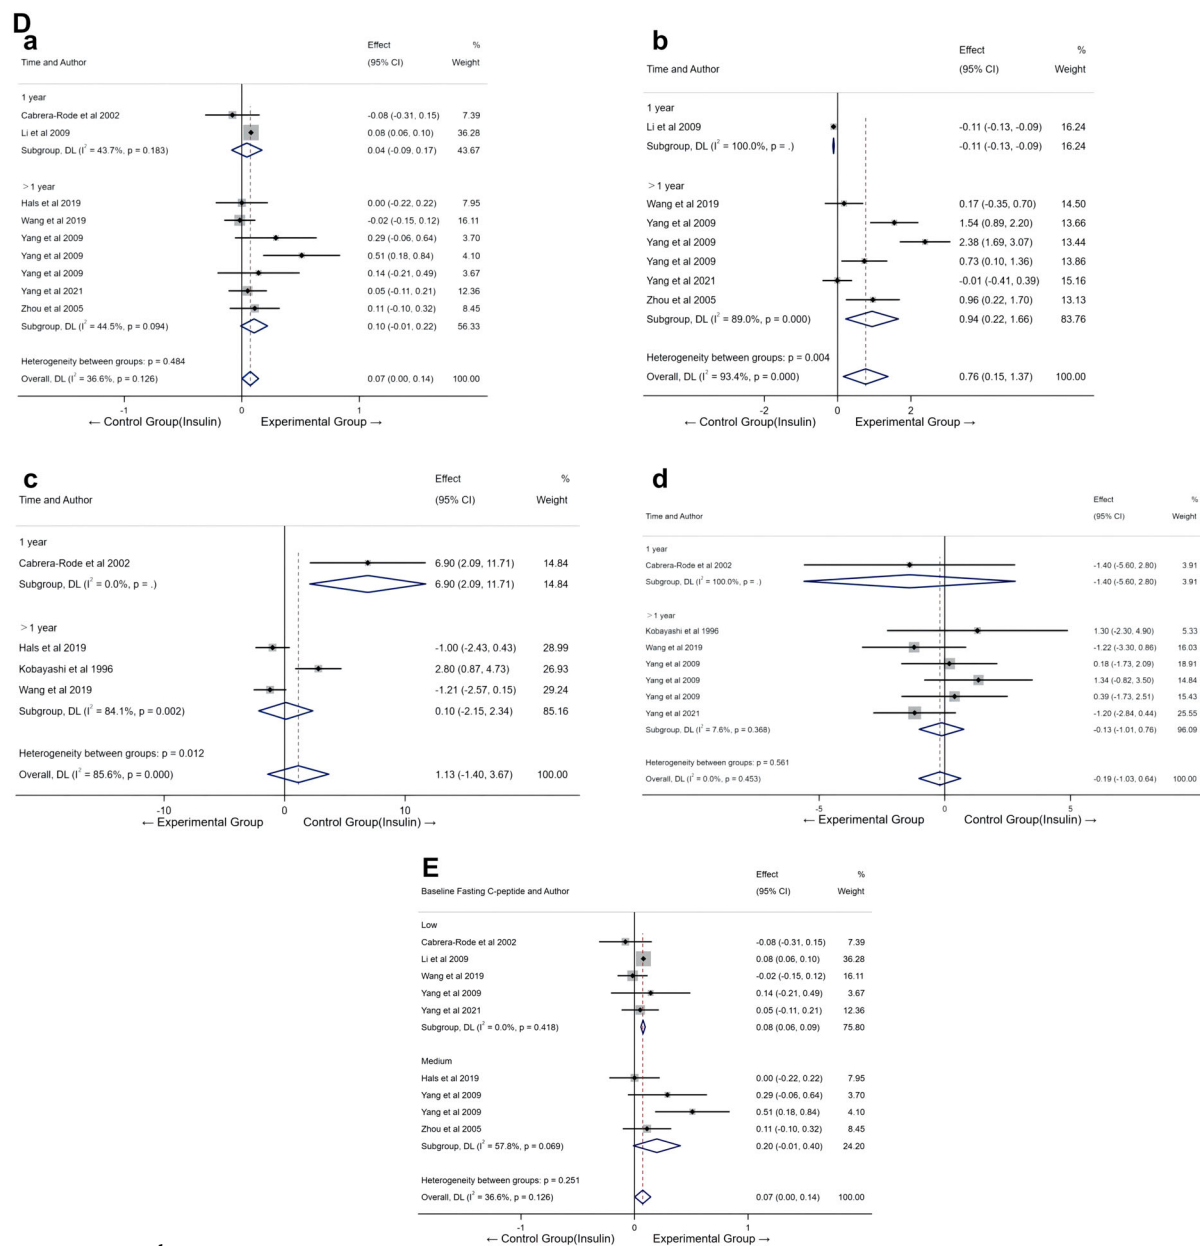 D
a
Effect %
Time and Author (95% CI) Weight
1 year
Cabrera-Rode et al 2002 -0.08 (-0.31, 0.15) 7.39
Li et al 2009 0.08 (0.06, 0.10) 36.28
Subgroup, DL (I² = 43.7%, p = 0.183) 0.04 (-0.09, 0.17) 43.67
>1 year
Hals et al 2019 0.00 (-0.22, 0.22) 7.95
Wang et al 2019 -0.02 (-0.15, 0.12) 16.11
Yang et al 2009 0.29 (-0.06, 0.64) 3.70
Yang et al 2009 0.51 (0.18, 0.84) 4.10
Yang et al 2009 0.14 (-0.21, 0.49) 3.67
Yang et al 2021 0.05 (-0.11, 0.21) 12.36
Zhou et al 2005 0.11 (-0.10, 0.32) 8.45
Subgroup, DL (I² = 44.5%, p = 0.094) 0.10 (-0.01, 0.22) 56.33
Heterogeneity between groups: p = 0.484
Overall, DL (I² = 36.6%, p = 0.126) 0.07 (0.00, 0.14) 100.00
-1 0 1
← Control Group(Insulin) Experimental Group →
b
Effect %
Time and Author (95% CI) Weight
1 year
Li et al 2009 -0.11 (-0.13, -0.09) 16.24
Subgroup, DL (I² = 100.0%, p = .) -0.11 (-0.13, -0.09) 16.24
>1 year
Wang et al 2019 0.17 (-0.35, 0.70) 14.50
Yang et al 2009 1.54 (0.89, 2.20) 13.66
Yang et al 2009 2.38 (1.69, 3.07) 13.44
Yang et al 2009 0.73 (0.10, 1.36) 13.86
Yang et al 2021 -0.01 (-0.41, 0.39) 15.16
Zhou et al 2005 0.96 (0.22, 1.70) 13.13
Subgroup, DL (I² = 89.0%, p = 0.000) 0.94 (0.22, 1.66) 83.76
Heterogeneity between groups: p = 0.004
Overall, DL (I² = 93.4%, p = 0.000) 0.76 (0.15, 1.37) 100.00
-2 0 2
← Control Group(Insulin) Experimental Group →
c
Effect %
Time and Author (95% CI) Weight
1 year
Cabrera-Rode et al 2002 6.90 (2.09, 11.71) 14.84
Subgroup, DL (I² = 0.0%, p = .) 6.90 (2.09, 11.71) 14.84
>1 year
Hals et al 2019 -1.00 (-2.43, 0.43) 28.99
Kobayashi et al 1996 2.80 (0.87, 4.73) 26.93
Wang et al 2019 -1.21 (-2.57, 0.15) 29.24
Subgroup, DL (I² = 84.1%, p = 0.002) 0.10 (-2.15, 2.34) 85.16
Heterogeneity between groups: p = 0.012
Overall, DL (I² = 85.6%, p = 0.000) 1.13 (-1.40, 3.67) 100.00
-10 0 10
← Experimental Group Control Group(Insulin) →
d
Effect %
Time and Author (95% CI) Weight
1 year
Cabrera-Rode et al 2002 -1.40 (-5.60, 2.80) 3.91
Subgroup, DL (I² = 100.0%, p = .) -1.40 (-5.60, 2.80) 3.91
>1 year
Kobayashi et al 1996 1.30 (-2.30, 4.90) 5.33
Wang et al 2019 -1.22 (-3.30, 0.86) 16.03
Yang et al 2009 0.18 (-1.73, 2.09) 18.91
Yang et al 2009 1.34 (-0.82, 3.50) 14.84
Yang et al 2009 0.39 (-1.73, 2.51) 15.43
Yang et al 2021 -1.20 (-2.84, 0.44) 25.55
Subgroup, DL (I² = 7.6%, p = 0.368) -0.13 (-1.01, 0.76) 96.09
Heterogeneity between groups: p = 0.561
Overall, DL (I² = 0.0%, p = 0.453) -0.19 (-1.03, 0.64) 100.00
-5 0 5
← Experimental Group Control Group(Insulin) →
E
Effect %
Baseline Fasting C-peptide and Author (95% CI) Weight
Low
Cabrera-Rode et al 2002 -0.08 (-0.31, 0.15) 7.39
Li et al 2009 0.08 (0.06, 0.10) 36.28
Wang et al 2019 -0.02 (-0.15, 0.12) 16.11
Yang et al 2009 0.14 (-0.21, 0.49) 3.67
Yang et al 2021 0.05 (-0.11, 0.21) 12.36
Subgroup, DL (I² = 0.0%, p = 0.418) 0.08 (0.06, 0.09) 75.80
Medium
Hals et al 2019 0.00 (-0.22, 0.22) 7.95
Yang et al 2009 0.29 (-0.06, 0.64) 3.70
Yang et al 2009 0.51 (0.18, 0.84) 4.10
Zhou et al 2005 0.11 (-0.10, 0.32) 8.45
Subgroup, DL (I² = 57.8%, p = 0.069) 0.20 (-0.01, 0.40) 24.20
Heterogeneity between groups: p = 0.251
Overall, DL (I² = 36.6%, p = 0.126) 0.07 (0.00, 0.14) 100.00
-1 0 1
← Control Group(Insulin) Experimental Group →